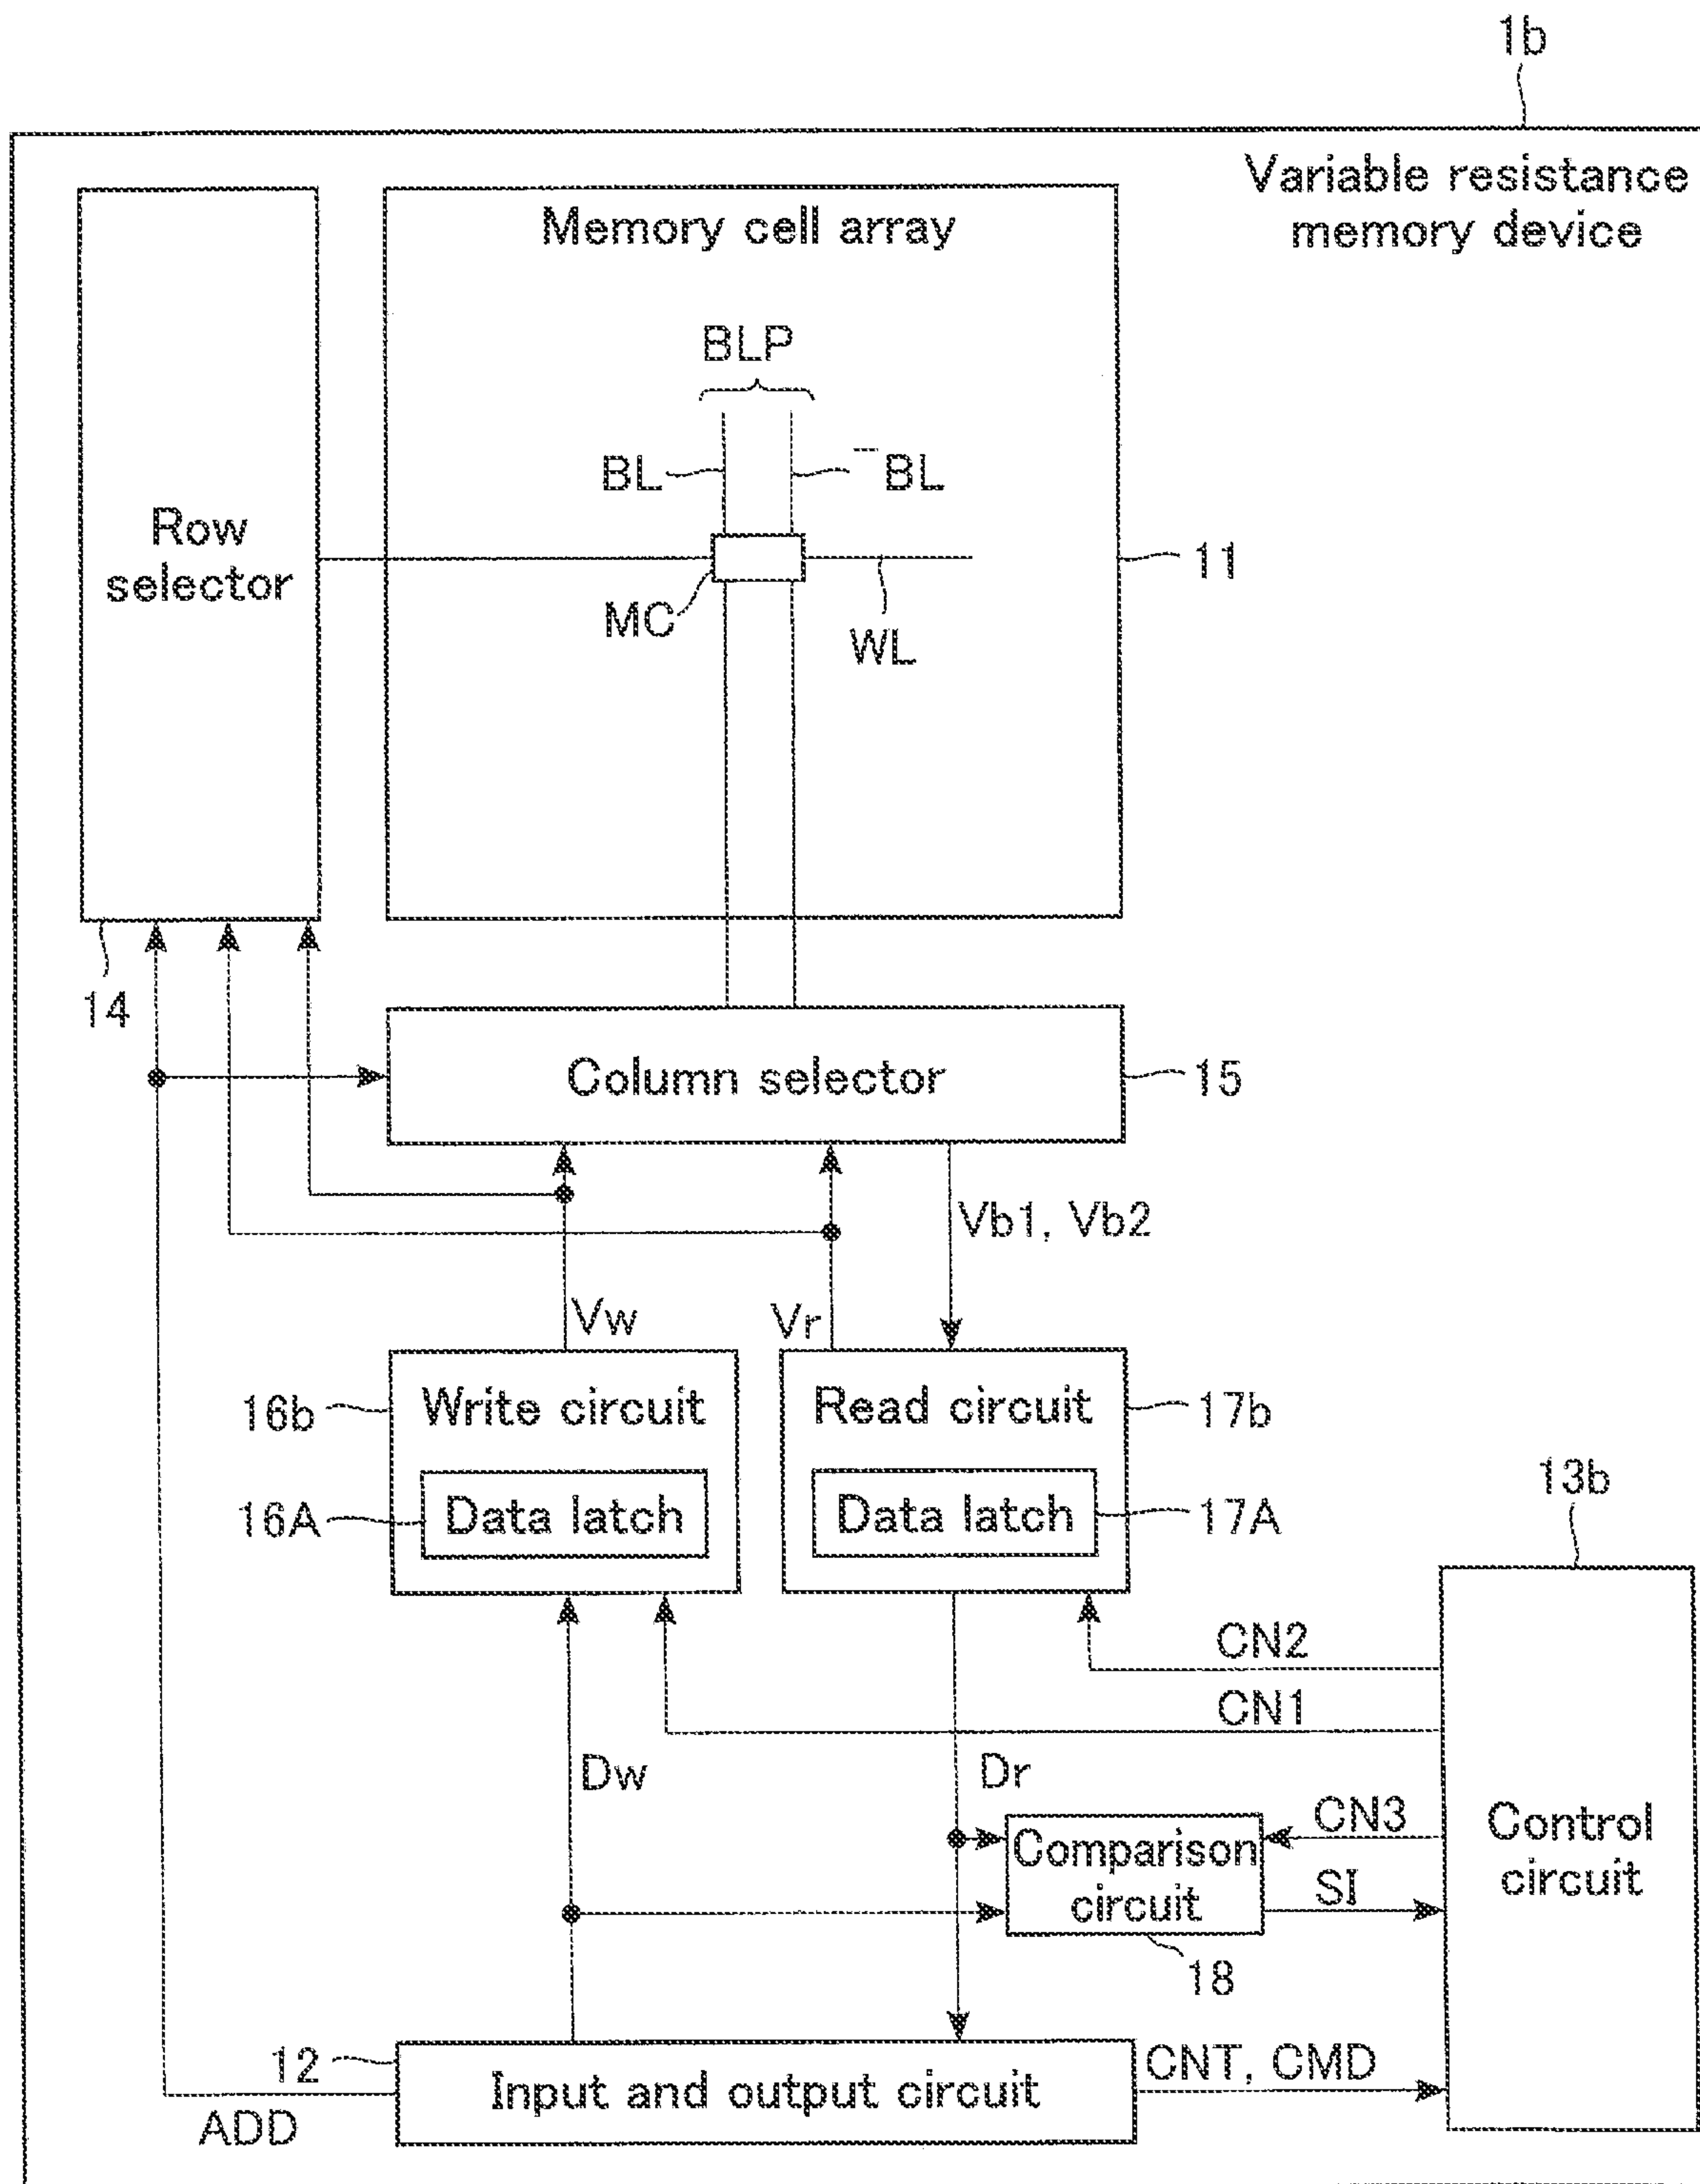 1b
Variable resistance
memory device
Memory cell array
BLP
BL
‾BL
Row
selector
11
MC
WL
14
Column selector
15
Vb1, Vb2
Vw
Vr
16b
Write circuit
Read circuit
17b
16A
Data latch
Data latch
17A
13b
CN2
CN1
Dw
Dr
CN3
Comparison
circuit
SI
Control
circuit
18
12
Input and output circuit
CNT, CMD
ADD